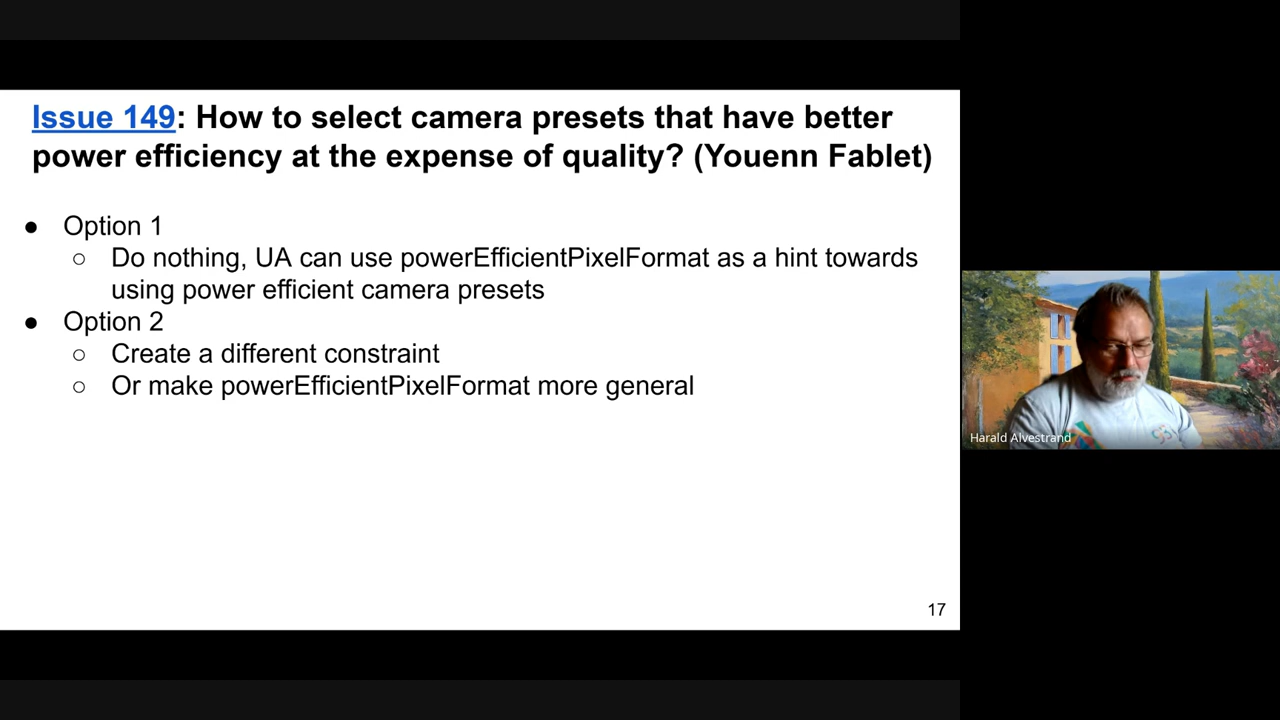 Issue 149: How to select camera presets that have better
power efficiency at the expense of quality? (Youenn Fablet)
● Option 1
○ Do nothing, UA can use powerEfficientPixelFormat as a hint towards
using power efficient camera presets
● Option 2
○ Create a different constraint
○ Or make powerEfficientPixelFormat more general
17
Harald Alvestrand